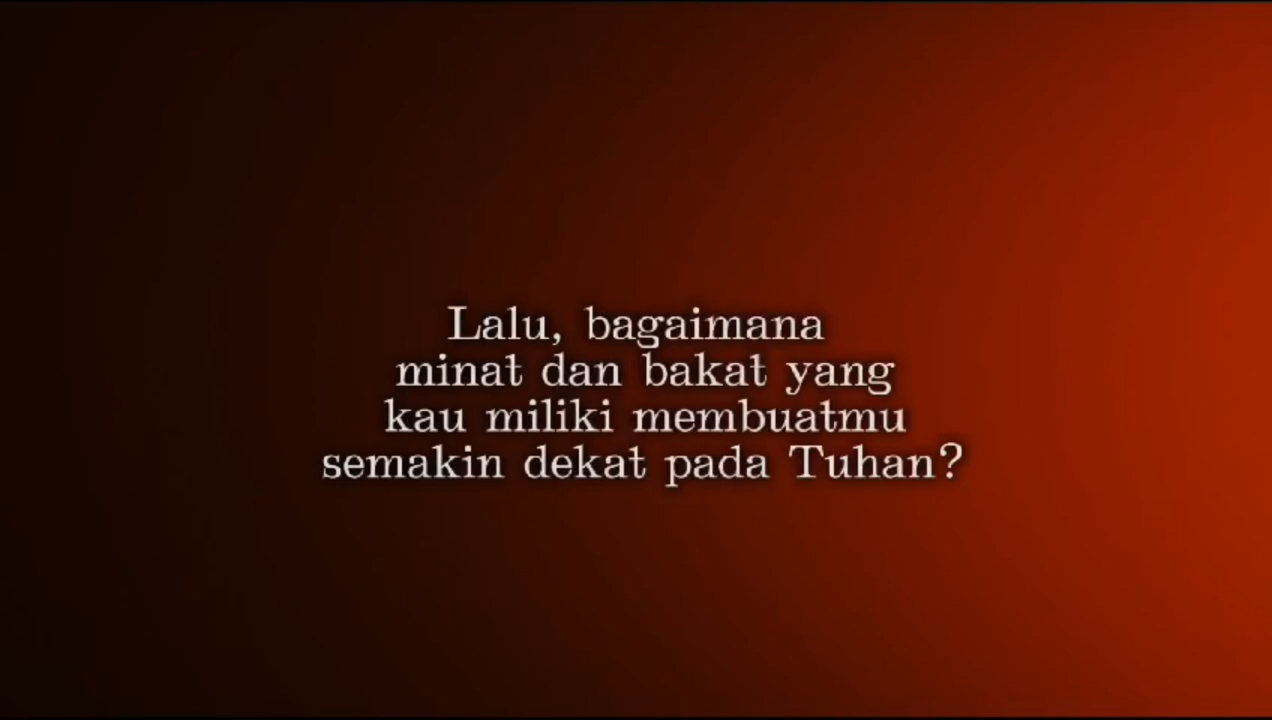 Lalu, bagaimana
minat dan bakat yang
kau miliki membuatmu
semakin dekat pada Tuhan?